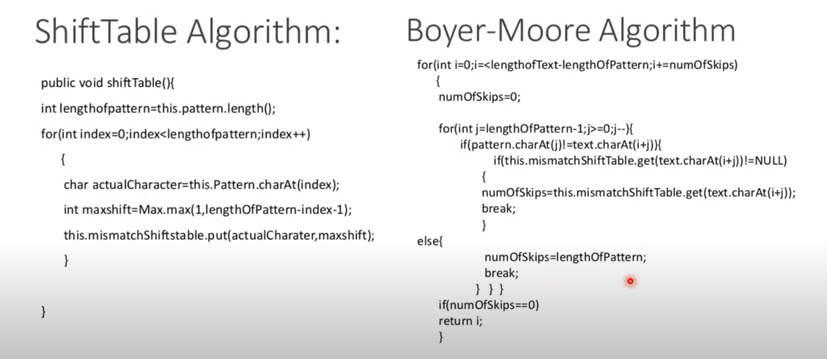 ShiftTable Algorithm:
public void shiftTable(){
int lengthofpattern=this.pattern.length();
for(int index=0;index<lengthofpattern;index++)
{
char actualCharacter=this.Pattern.charAt(index);
int maxshift=Max.max(1,lengthOfPattern-index-1);
this.mismatchShiftstable.put(actualCharater,maxshift);
}
}
Boyer-Moore Algorithm
for(int i=0;i=<lengthofText-lengthOfPattern;i+=numOfSkips)
{
numOfSkips=0;
for(int j=lengthOfPattern-1;j>=0;j--){
if(pattern.charAt(j)!=text.charAt(i+j)){
if(this.mismatchShiftTable.get(text.charAt(i+j))!=NULL)
{
numOfSkips=this.mismatchShiftTable.get(text.charAt(i+j));
break;
}
else{
numOfSkips=lengthOfPattern;
break;
} } }
if(numOfSkips==0)
return i;
}